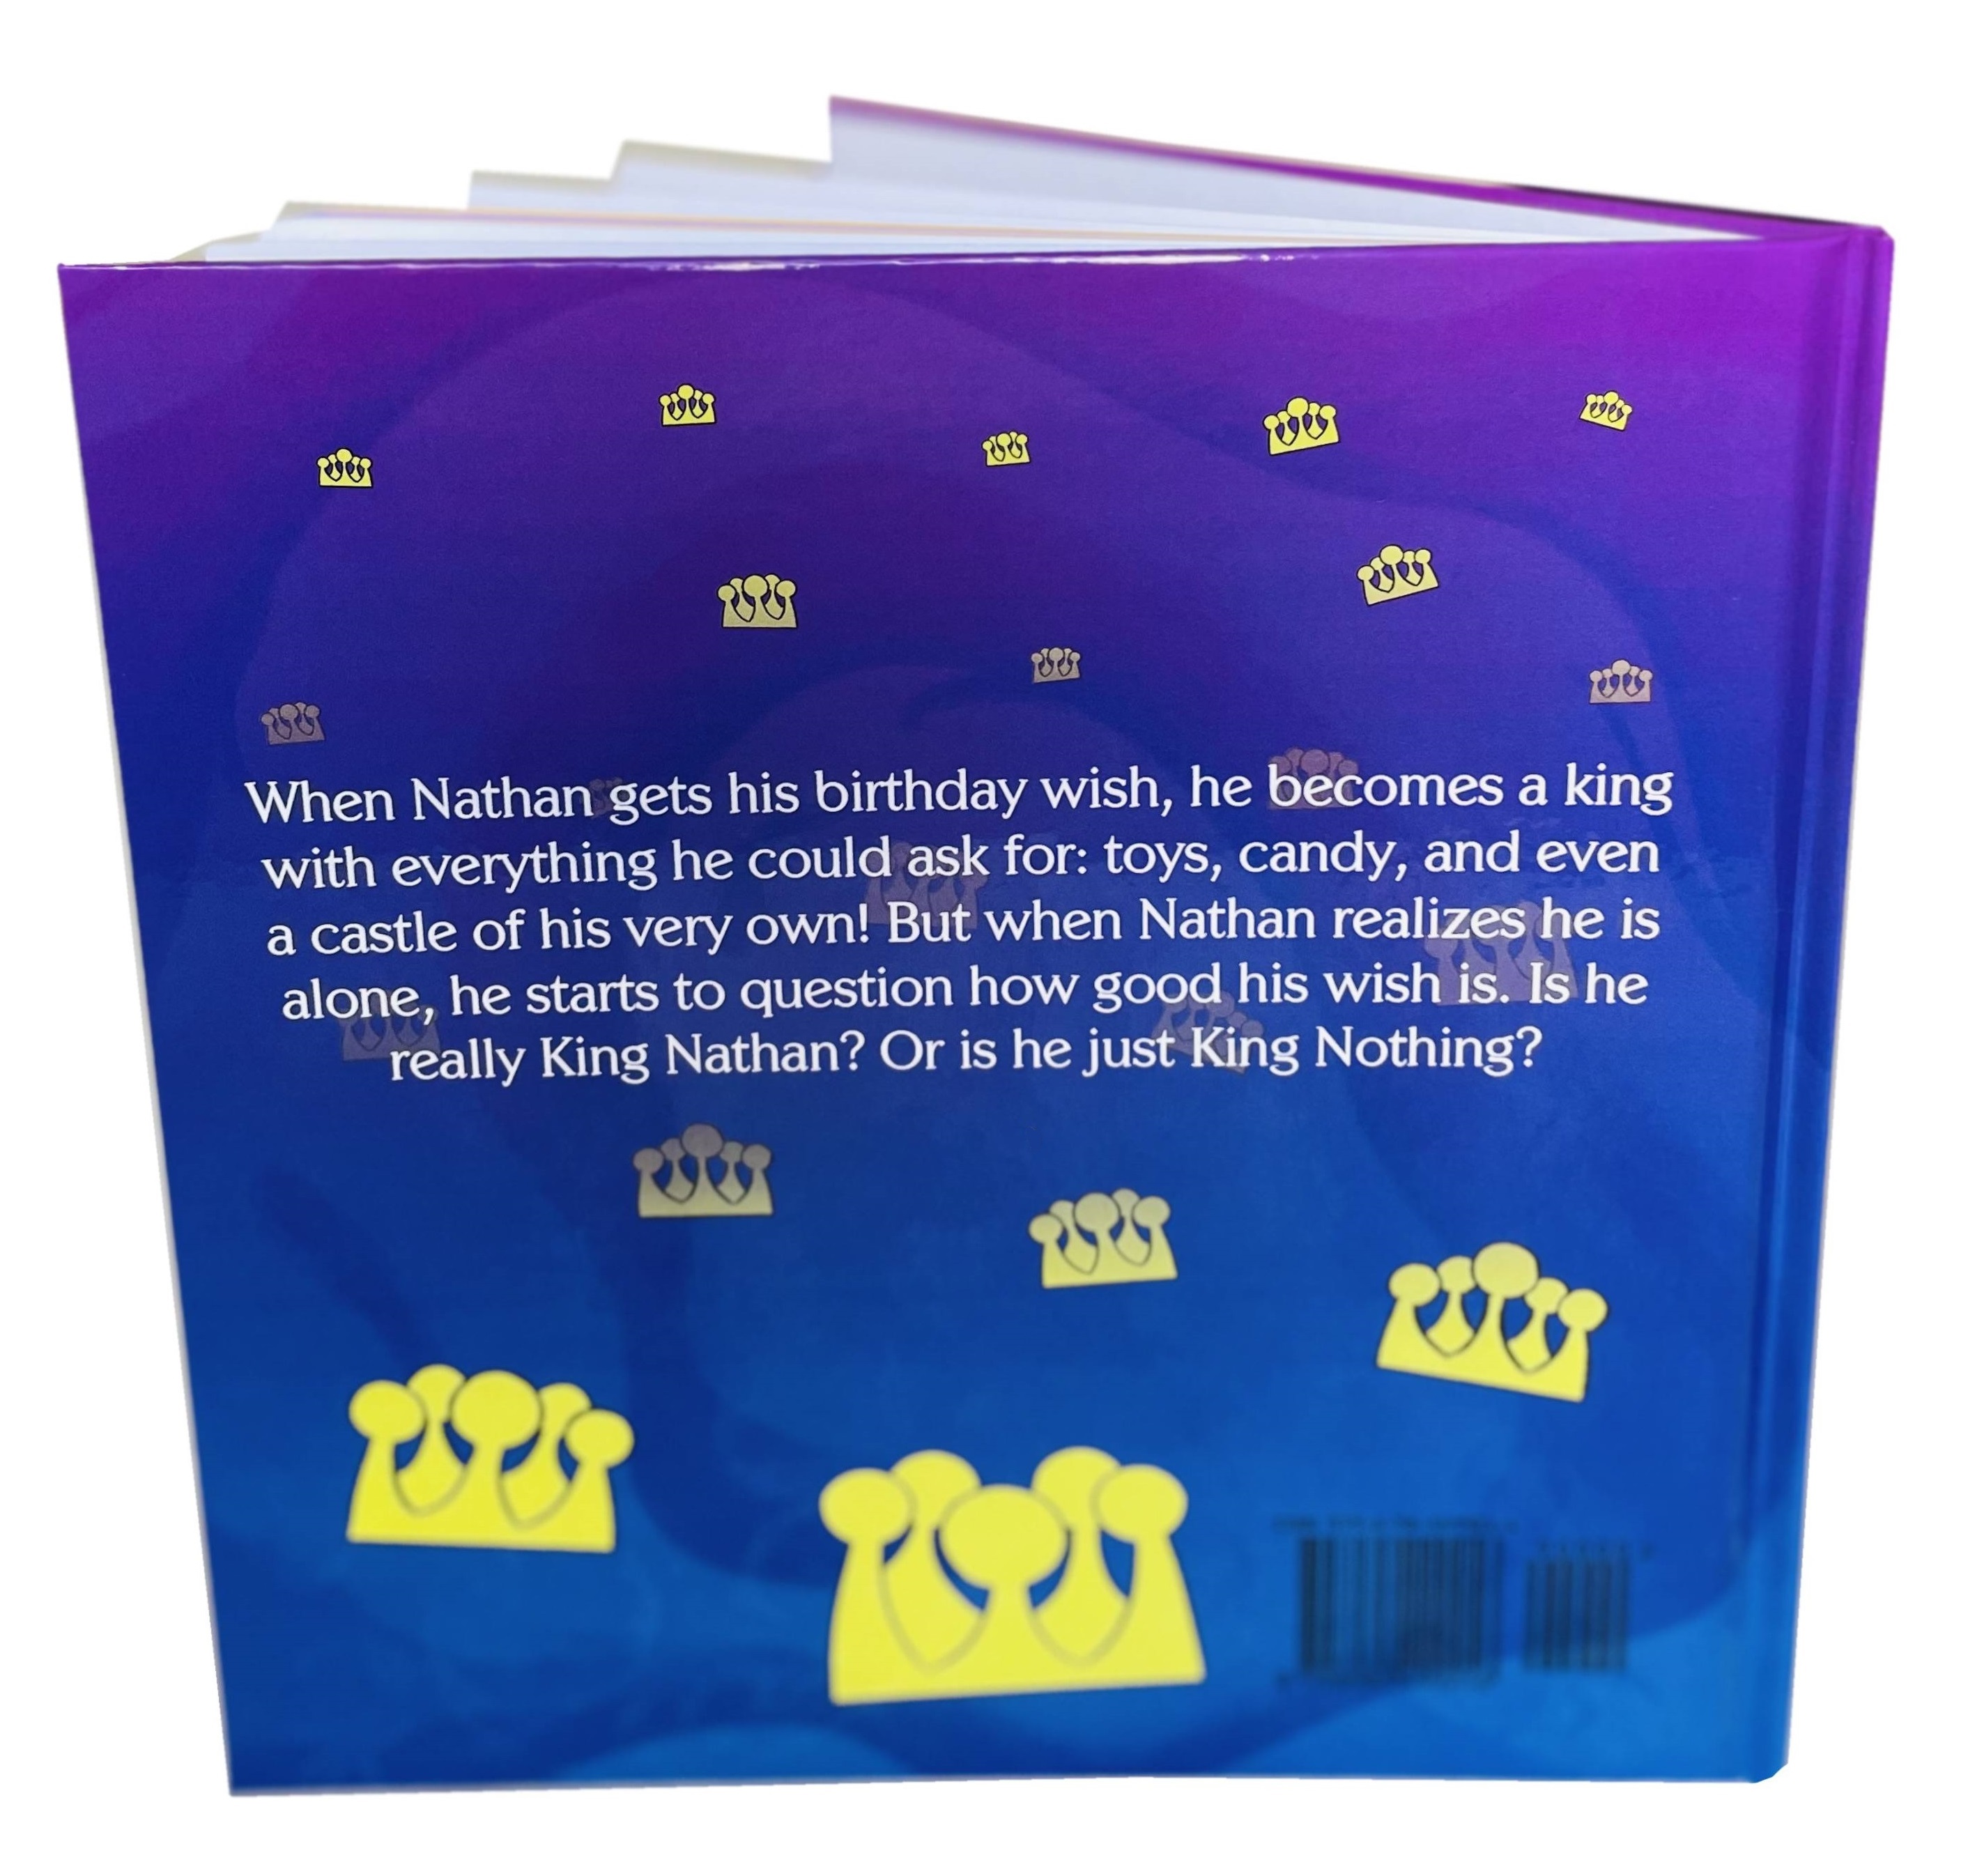 When Nathan gets his birthday wish, he becomes a king
with everything he could ask for: toys, candy, and even
a castle of his very own! But when Nathan realizes he is
alone, he starts to question how good his wish is. Is he
really King Nathan? Or is he just King Nothing?